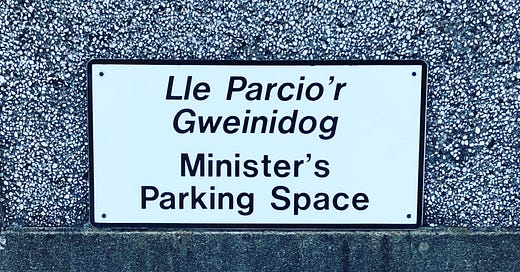 Lle Parcio’r
Gweinidog
Minister’s
Parking Space